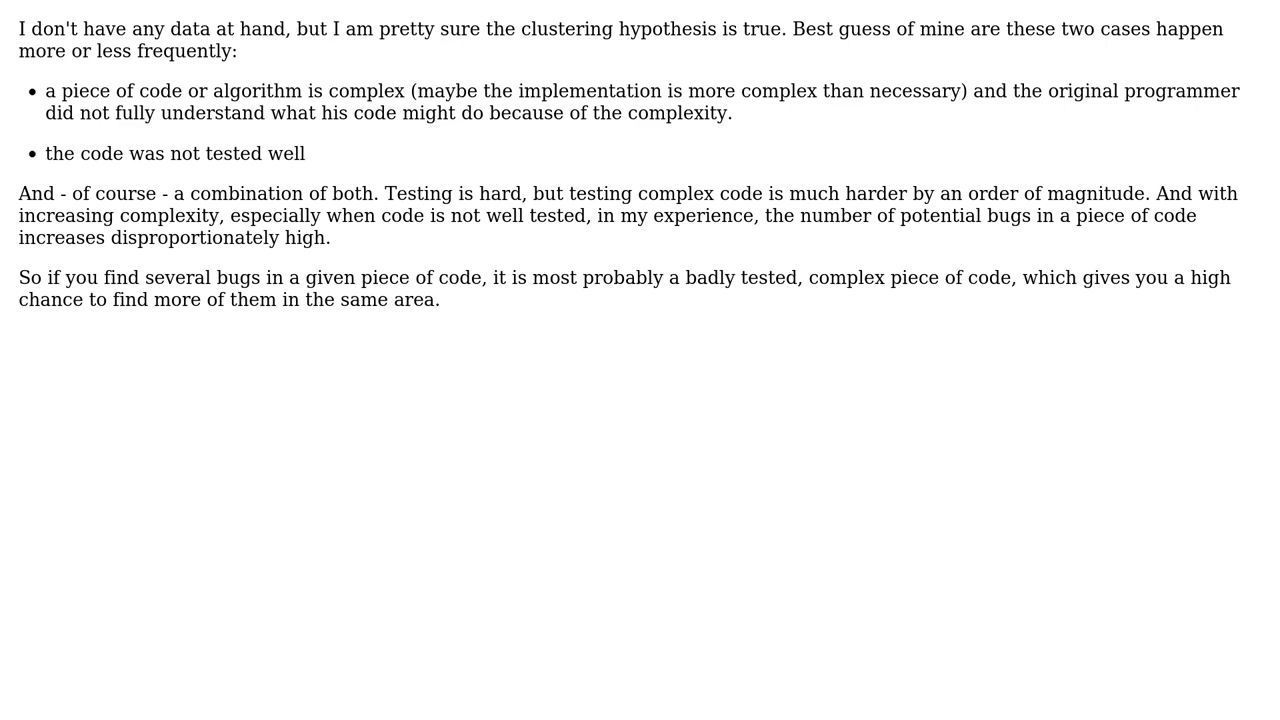 I don't have any data at hand, but I am pretty sure the clustering hypothesis is true. Best guess of mine are these two cases happen
more or less frequently:
• a piece of code or algorithm is complex (maybe the implementation is more complex than necessary) and the original programmer
did not fully understand what his code might do because of the complexity.
• the code was not tested well
And - of course - a combination of both. Testing is hard, but testing complex code is much harder by an order of magnitude. And with
increasing complexity, especially when code is not well tested, in my experience, the number of potential bugs in a piece of code
increases disproportionately high.
So if you find several bugs in a given piece of code, it is most probably a badly tested, complex piece of code, which gives you a high
chance to find more of them in the same area.